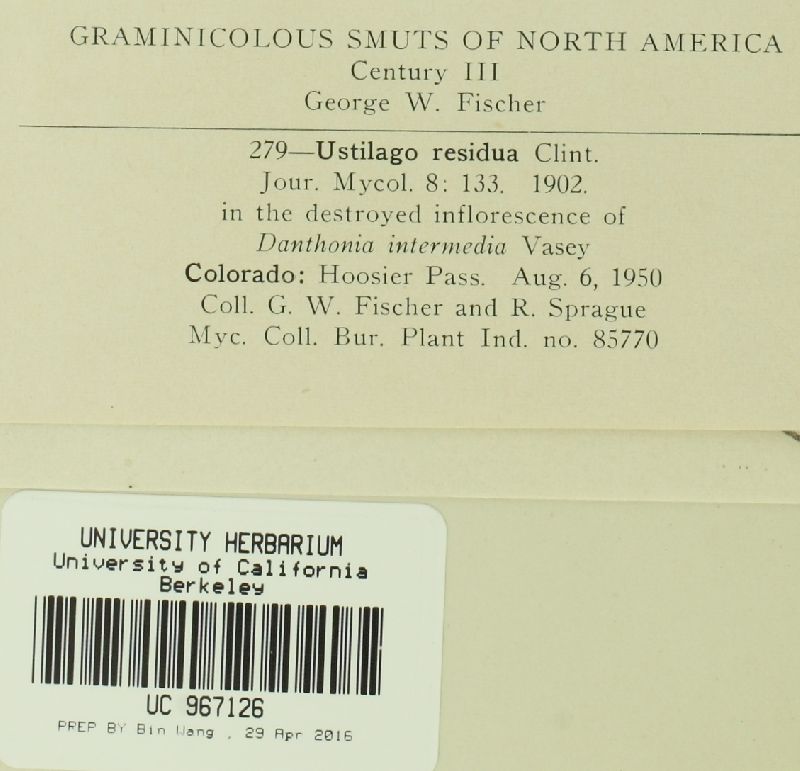 GRAMINICOLOUS SMUTS OF NORTH AMERICA
Century III
George W. Fischer
279—Ustilago residua Clint.
Jour. Mycol. 8: 133. 1902.
in the destroyed inflorescence of
Danthonia intermedia Vasey
Colorado: Hoosier Pass. Aug. 6, 1950
Coll. G. W. Fischer and R. Sprague
Myc. Coll. Bur. Plant Ind. no. 85770
UNIVERSITY HERBARIUM
University of California
Berkeley
UC 967126
PREP BY Bin Wang , 29 Apr 2016